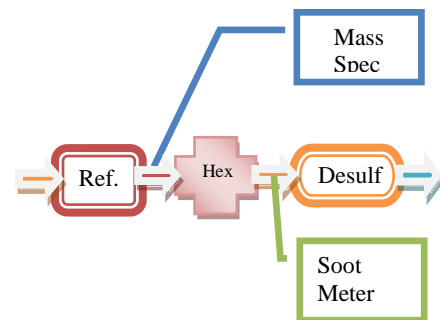 Mass
Spec
Ref.
Hex
Desulf
Soot
Meter